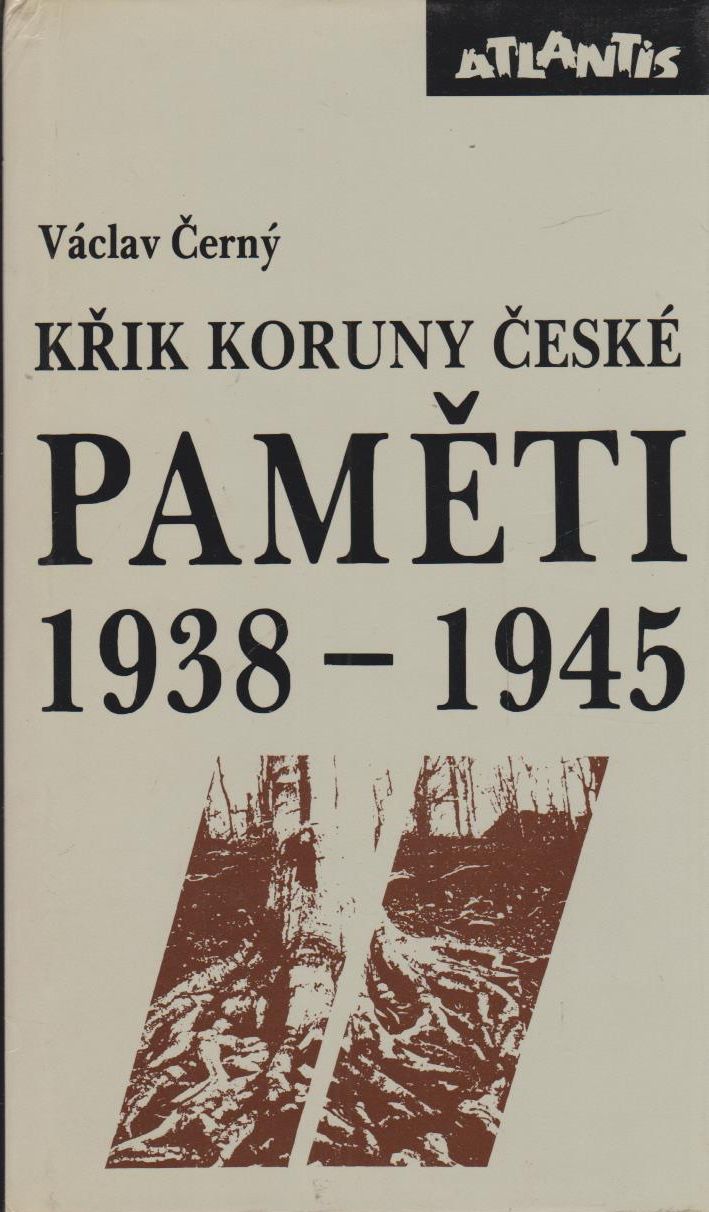 ATLANTIS
Václav Černý
KŘIK KORUNY ČESKÉ
PAMĚTI
1938 – 1945